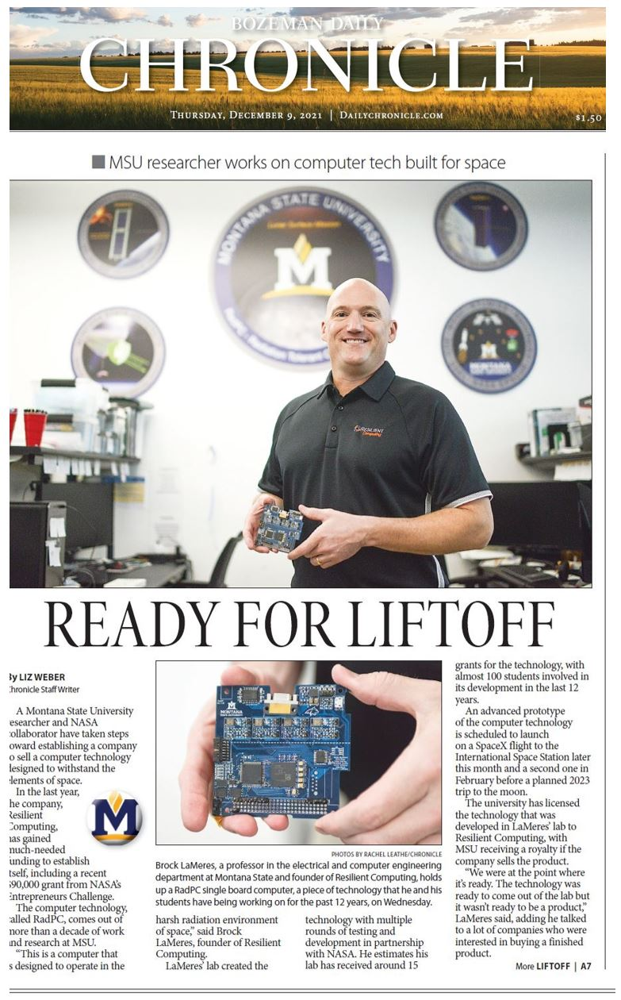 BOZEMAN DAILY
CHRONICLE
THURSDAY, DECEMBER 9, 2021 | DAILYCHRONICLE.COM
$1.50
MSU researcher works on computer tech built for space
MONTANA STATE UNIVERSITY
Lunar Surface Mission
M
MONTANA
RESILIENT
Computing
READY FOR LIFTOFF
By LIZ WEBER
Chronicle Staff Writer
A Montana State University
esearcher and NASA
ollaborator have taken steps
oward establishing a company
o sell a computer technology
designed to withstand the
elements of space.
In the last year,
he company,
Resilient
Computing,
as gained
much-needed
unding to establish
tself, including a recent
$90,000 grant from NASA's
Entrepreneurs Challenge.
The computer technology,
alled RadPC, comes out of
more than a decade of work
and research at MSU.
"This is a computer that
s designed to operate in the
M
MONTANA
PHOTOS BY RACHEL LEATHE/CHRONICLE
Brock LaMeres, a professor in the electrical and computer engineering
department at Montana State and founder of Resilient Computing, holds
up a RadPC single board computer, a piece of technology that he and his
students have being working on for the past 12 years, on Wednesday.
harsh radiation environment
of space," said Brock
LaMeres, founder of Resilient
Computing.
LaMeres' lab created the
technology with multiple
rounds of testing and
development in partnership
with NASA. He estimates his
lab has received around 15
grants for the technology, with
almost 100 students involved in
its development in the last 12
years.
An advanced prototype
of the computer technology
is scheduled to launch
on a SpaceX flight to the
International Space Station later
this month and a second one in
February before a planned 2023
trip to the moon.
The university has licensed
the technology that was
developed in LaMeres' lab to
Resilient Computing, with
MSU receiving a royalty if the
company sells the product.
"We were at the point where
it's ready. The technology was
ready to come out of the lab but
it wasn't ready to be a product,"
LaMeres said, adding he talked
to a lot of companies who were
interested in buying a finished
product.
More LIFTOFF | A7